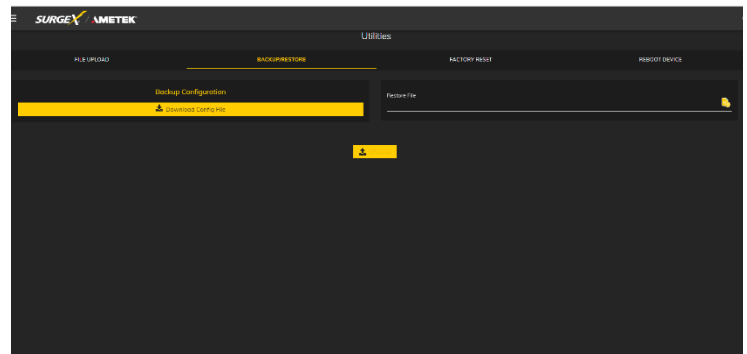 SURGEX AMETEK
Utilities
FILE UPLOAD
BACKUP/RESTORE
FACTORY RESET
REBOOT DEVICE
Backup Configuration
Download Config File
Restore File